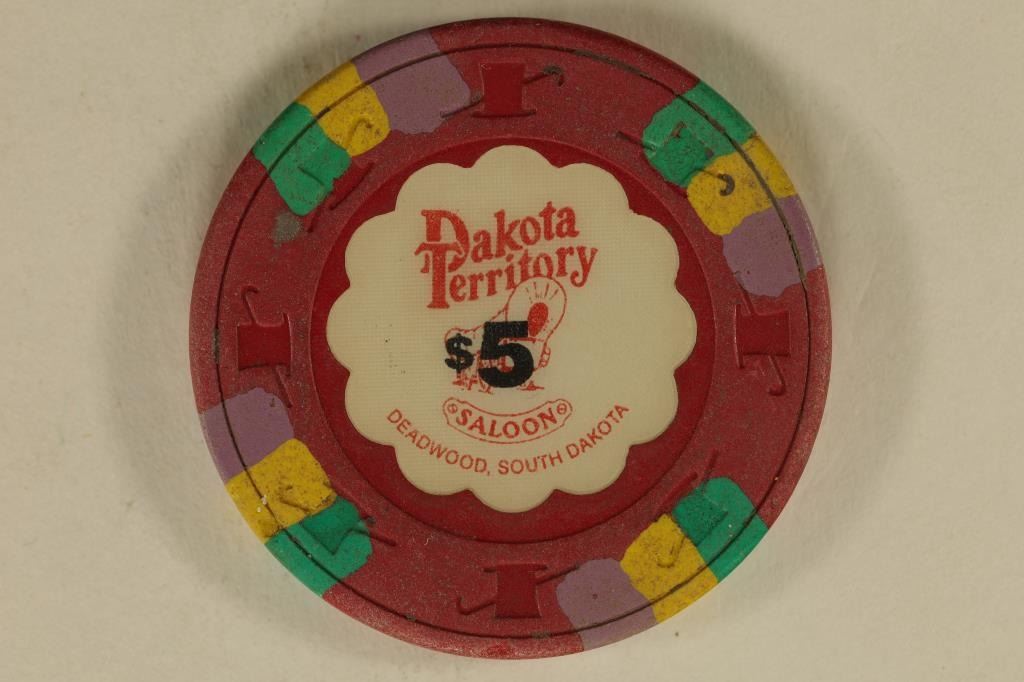 Dakota
Territory
$5
SALOON
DEADWOOD, SOUTH DAKOTA